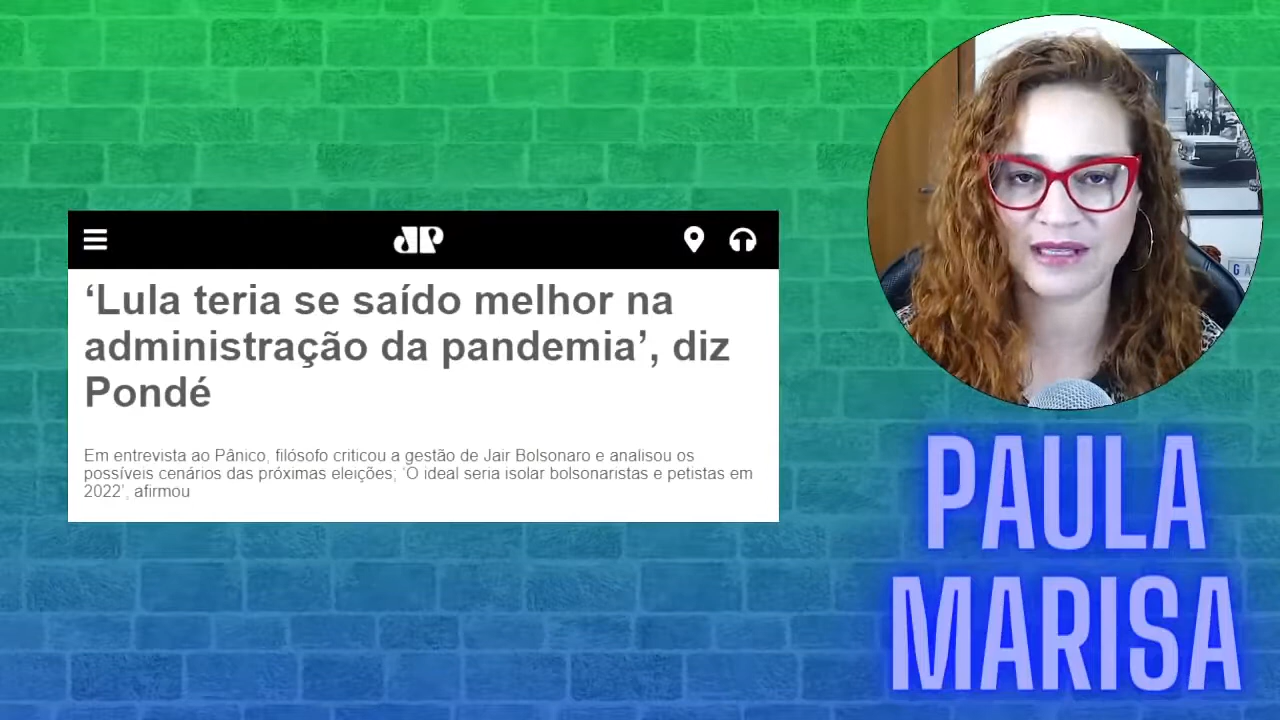 JP
‘Lula teria se saído melhor na
administração da pandemia’, diz
Pondé
Em entrevista ao Pânico, filósofo criticou a gestão de Jair Bolsonaro e analisou os
possíveis cenários das próximas eleições; ‘O ideal seria isolar bolsonaristas e petistas em
2022’, afirmou
PAULA
MARISA